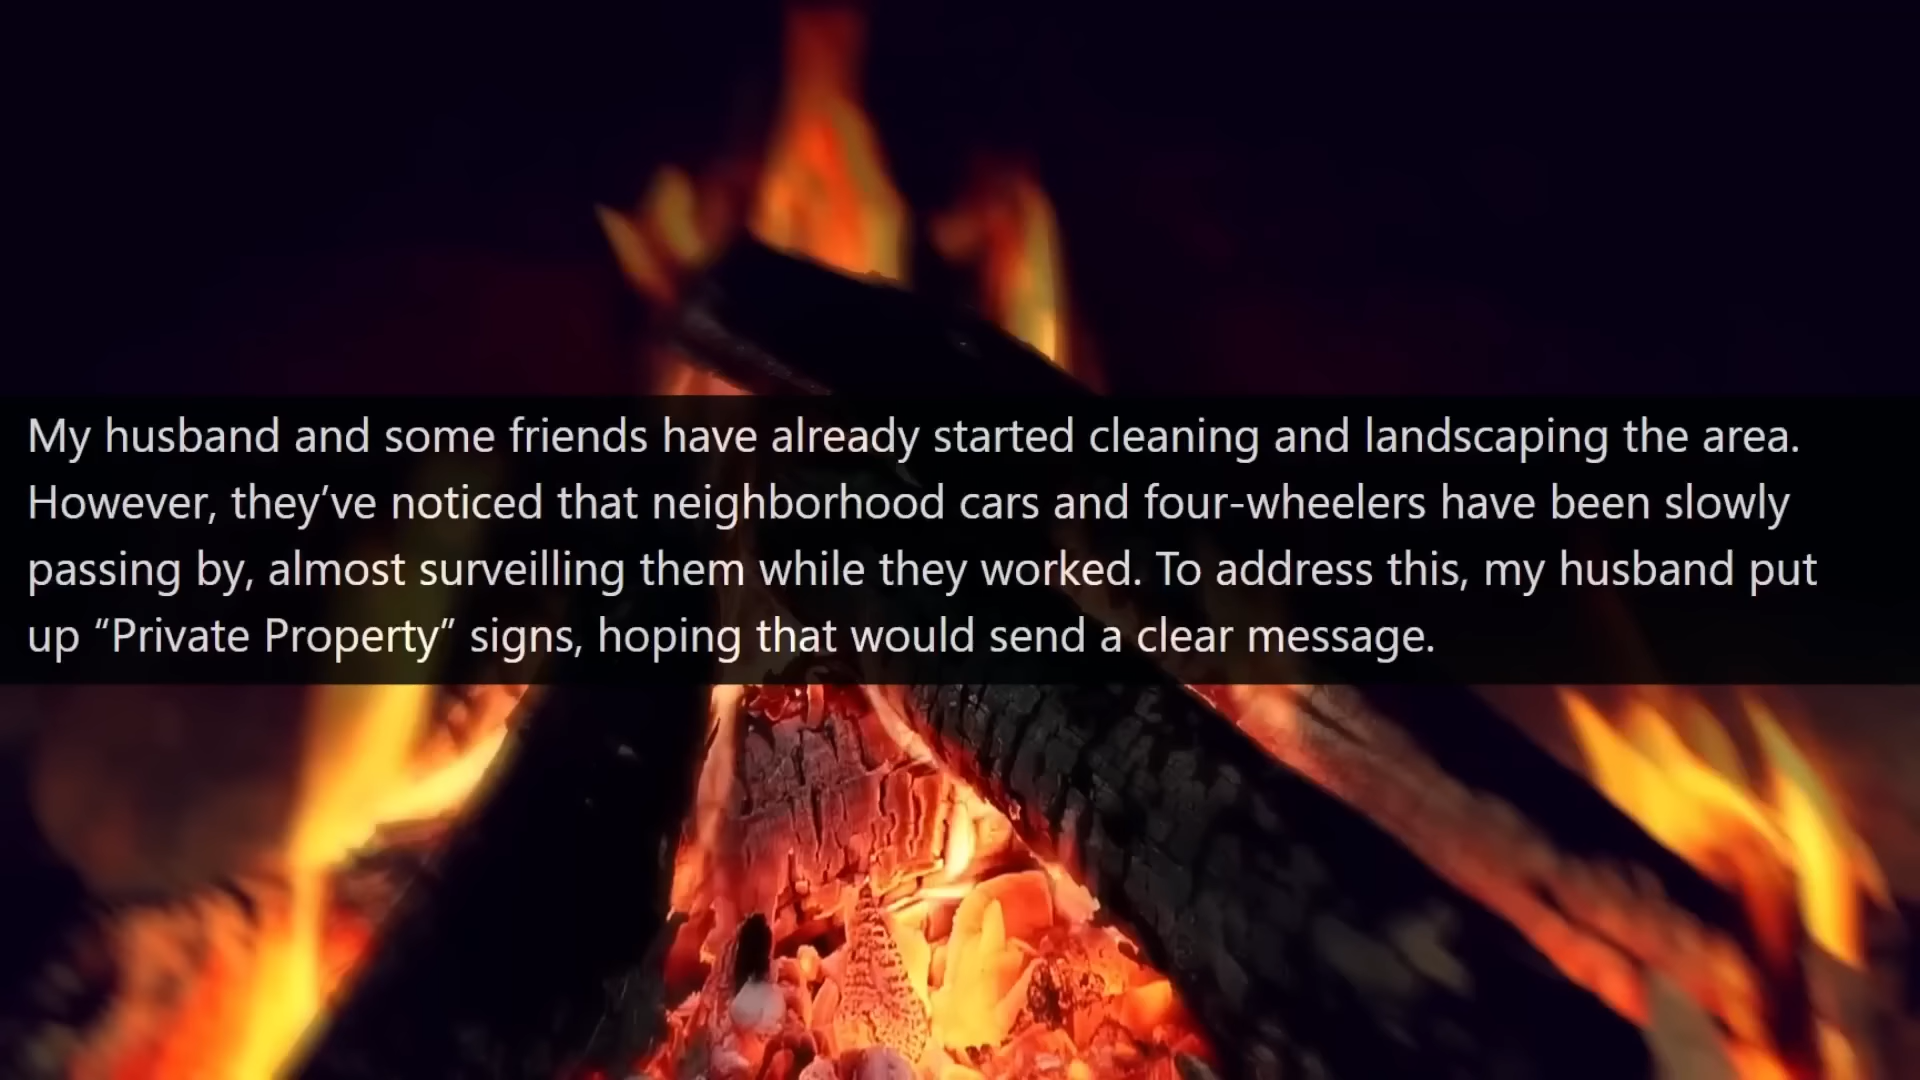 My husband and some friends have already started cleaning and landscaping the area.
However, they’ve noticed that neighborhood cars and four-wheelers have been slowly
passing by, almost surveilling them while they worked. To address this, my husband put
up “Private Property” signs, hoping that would send a clear message.